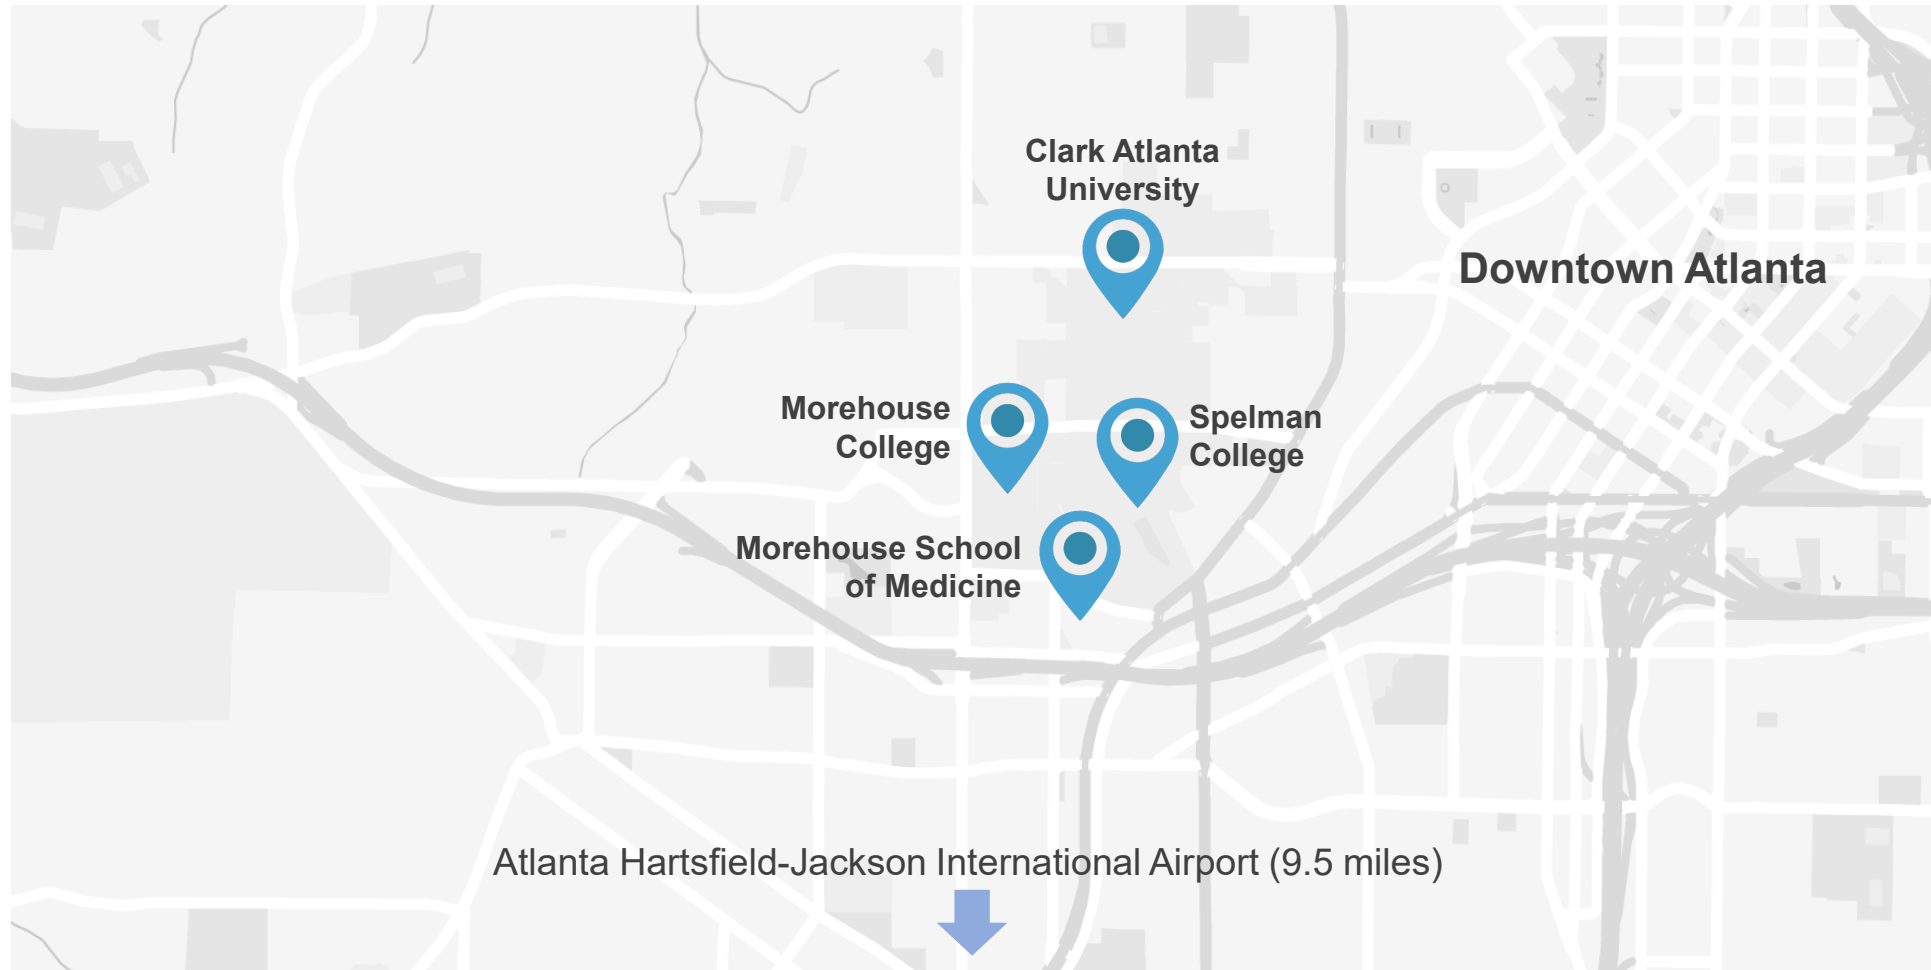 Clark Atlanta
University
Downtown Atlanta
Morehouse
College
Spelman
College
Morehouse School
of Medicine
Atlanta Hartsfield-Jackson International Airport (9.5 miles)